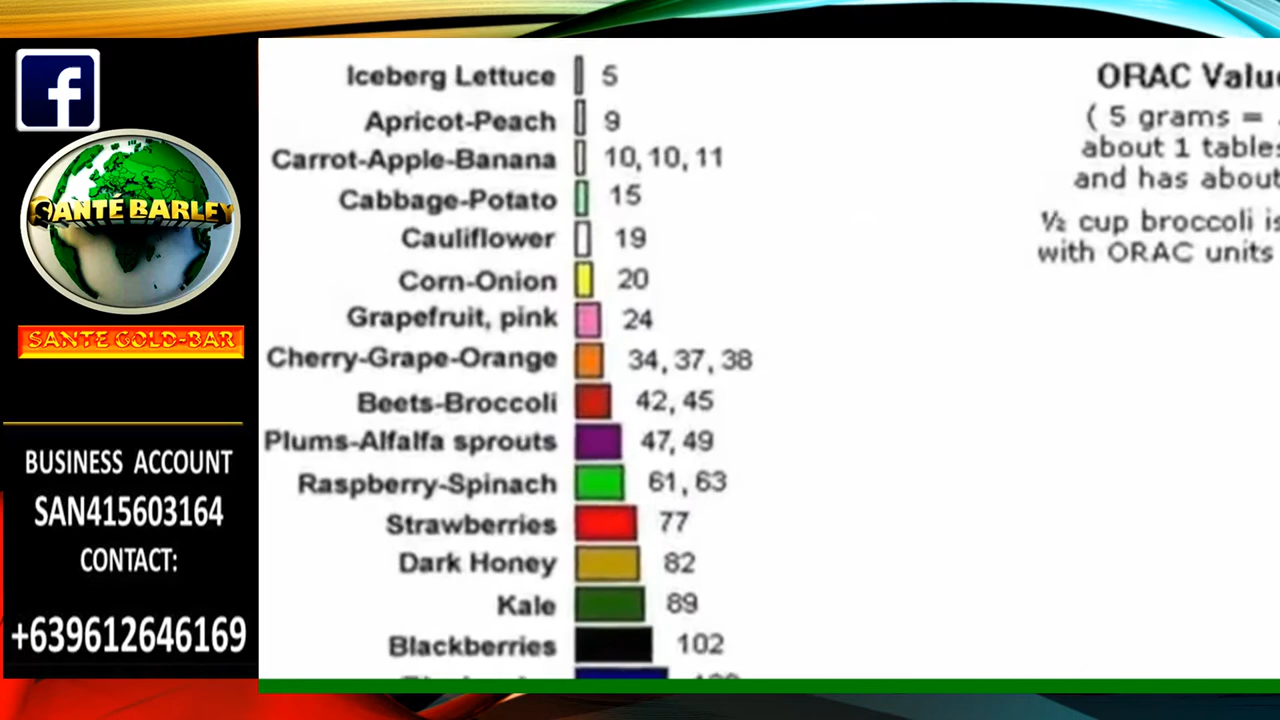 f
SANTÉ BARLEY
SANTE GOLD-BAR
BUSINESS ACCOUNT
SAN415603164
CONTACT:
+639612646169
Iceberg Lettuce 5
Apricot-Peach 9
Carrot-Apple-Banana 10, 10, 11
Cabbage-Potato 15
Cauliflower 19
Corn-Onion 20
Grapefruit, pink 24
Cherry-Grape-Orange 34, 37, 38
Beets-Broccoli 42, 45
Plums-Alfalfa sprouts 47, 49
Raspberry-Spinach 61, 63
Strawberries 77
Dark Honey 82
Kale 89
Blackberries 102
ORAC
( 5 grams =
about 1
and has about
½ cup broccoli
with ORAC units